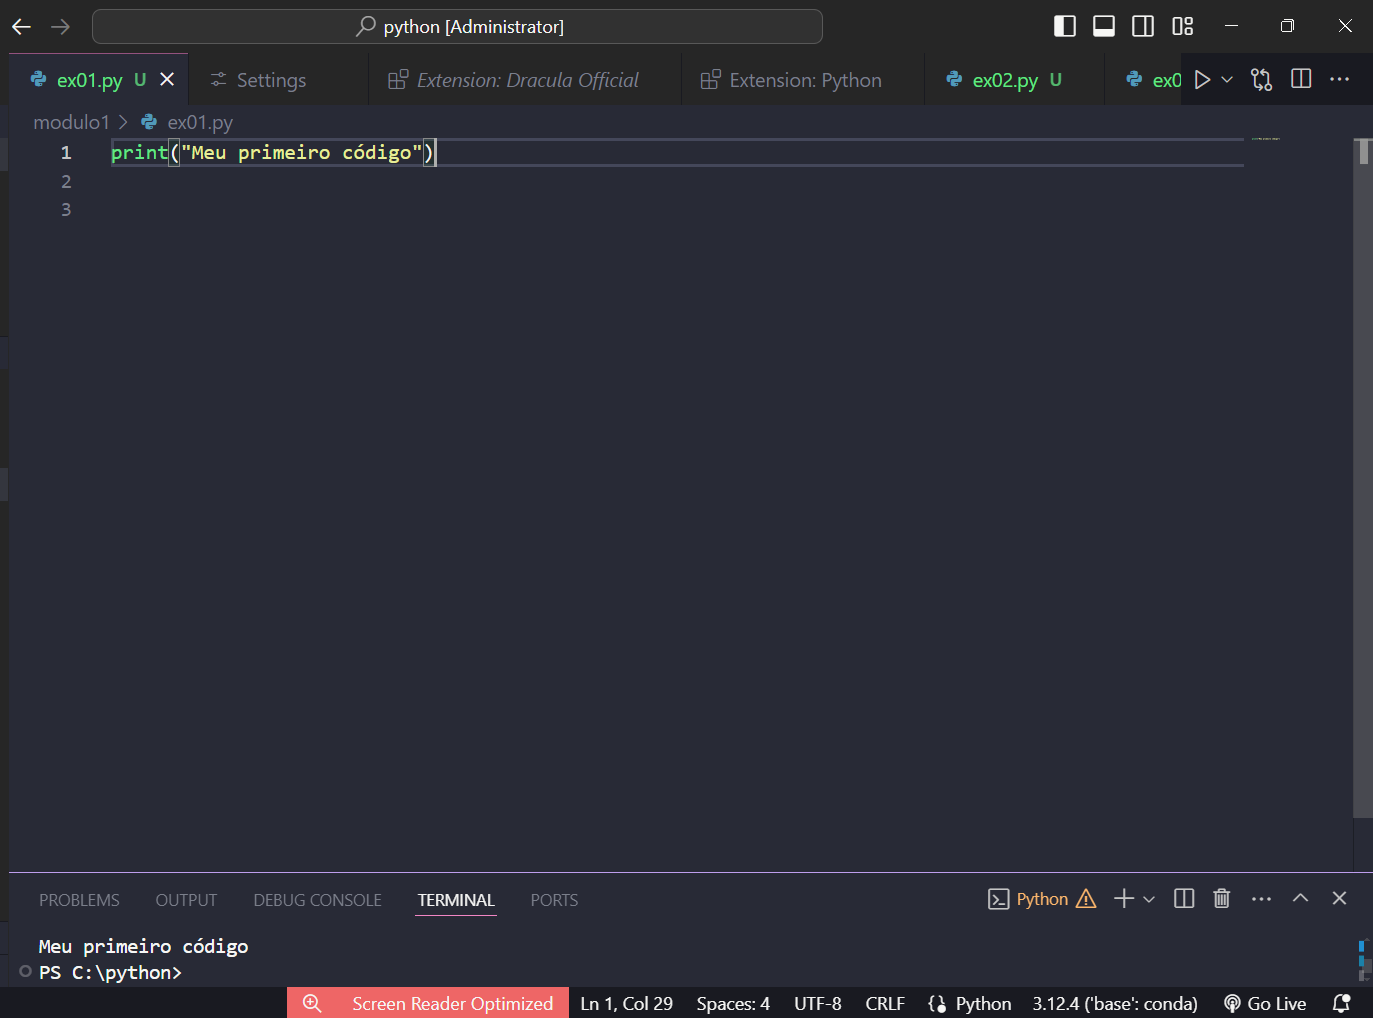 python [Administrator]
ex01.py U
Settings
Extension: Dracula Official
Extension: Python
ex02.py U
ex0
modulo1 > ex01.py
1 print("Meu primeiro código")
2
3
PROBLEMS OUTPUT DEBUG CONSOLE TERMINAL PORTS
Python
Meu primeiro código
PS C:\python>
Screen Reader Optimized Ln 1, Col 29 Spaces: 4 UTF-8 CRLF Python 3.12.4 ('base': conda) Go Live